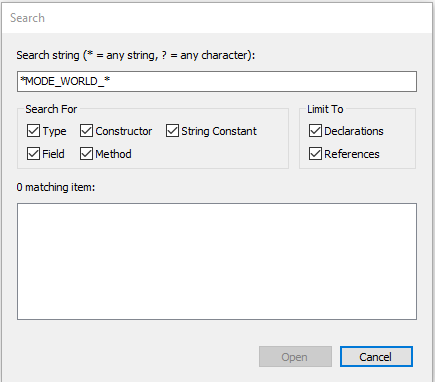 Search
Search string (* = any string, ? = any character):
*MODE_WORLD_*
Search For
Limit To
Type Constructor String Constant
Declarations
Field Method
References
0 matching item:
Open Cancel